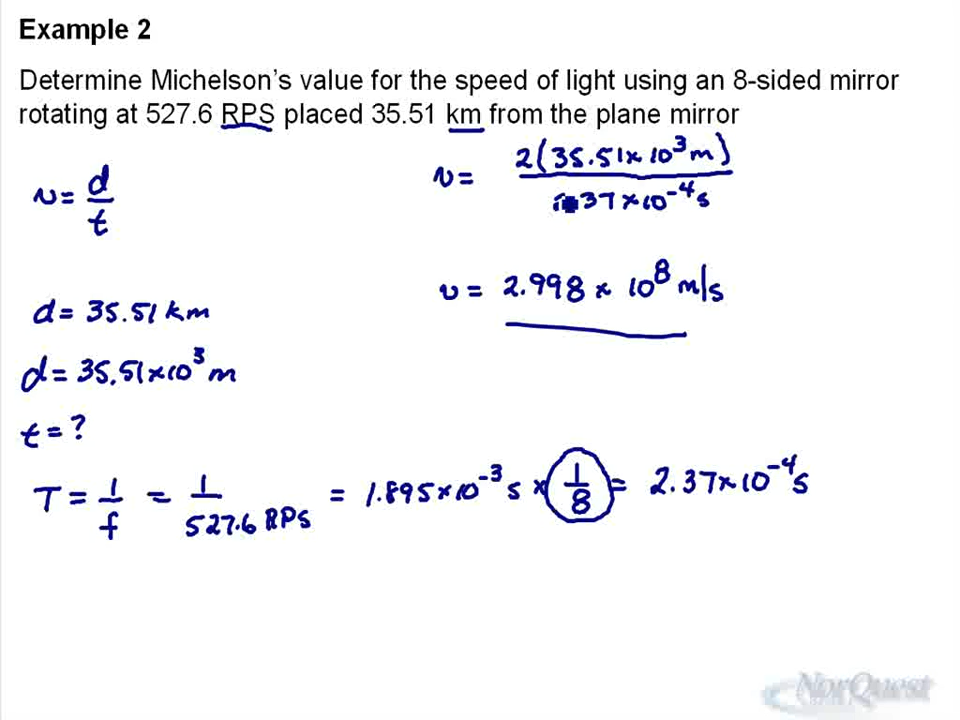 Example 2
Determine Michelson's value for the speed of light using an 8-sided mirror
rotating at 527.6 RPS placed 35.51 km from the plane mirror
v = d/t
d = 35.51 km
d = 35.51 × 10³ m
t = ?
T = 1/f = 1/527.6 RPS = 1.895 × 10⁻³ s × 1/8 = 2.37 × 10⁻⁴ s
v = 2(35.51 × 10³ m)/37 × 10⁻⁴ s
v = 2.998 × 10⁸ m/s
NorQuest